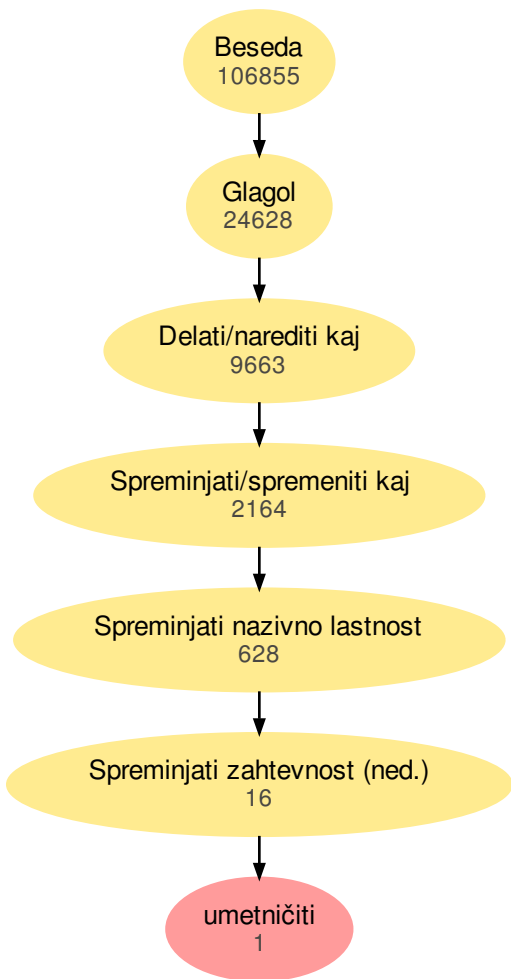 Beseda
106855
Glagol
24628
Delati/narediti kaj
9663
Spreminjati/spremeniti kaj
2164
Spreminjati nazivno lastnost
628
Spreminjati zahtevnost (ned.)
16
umetničiti
1